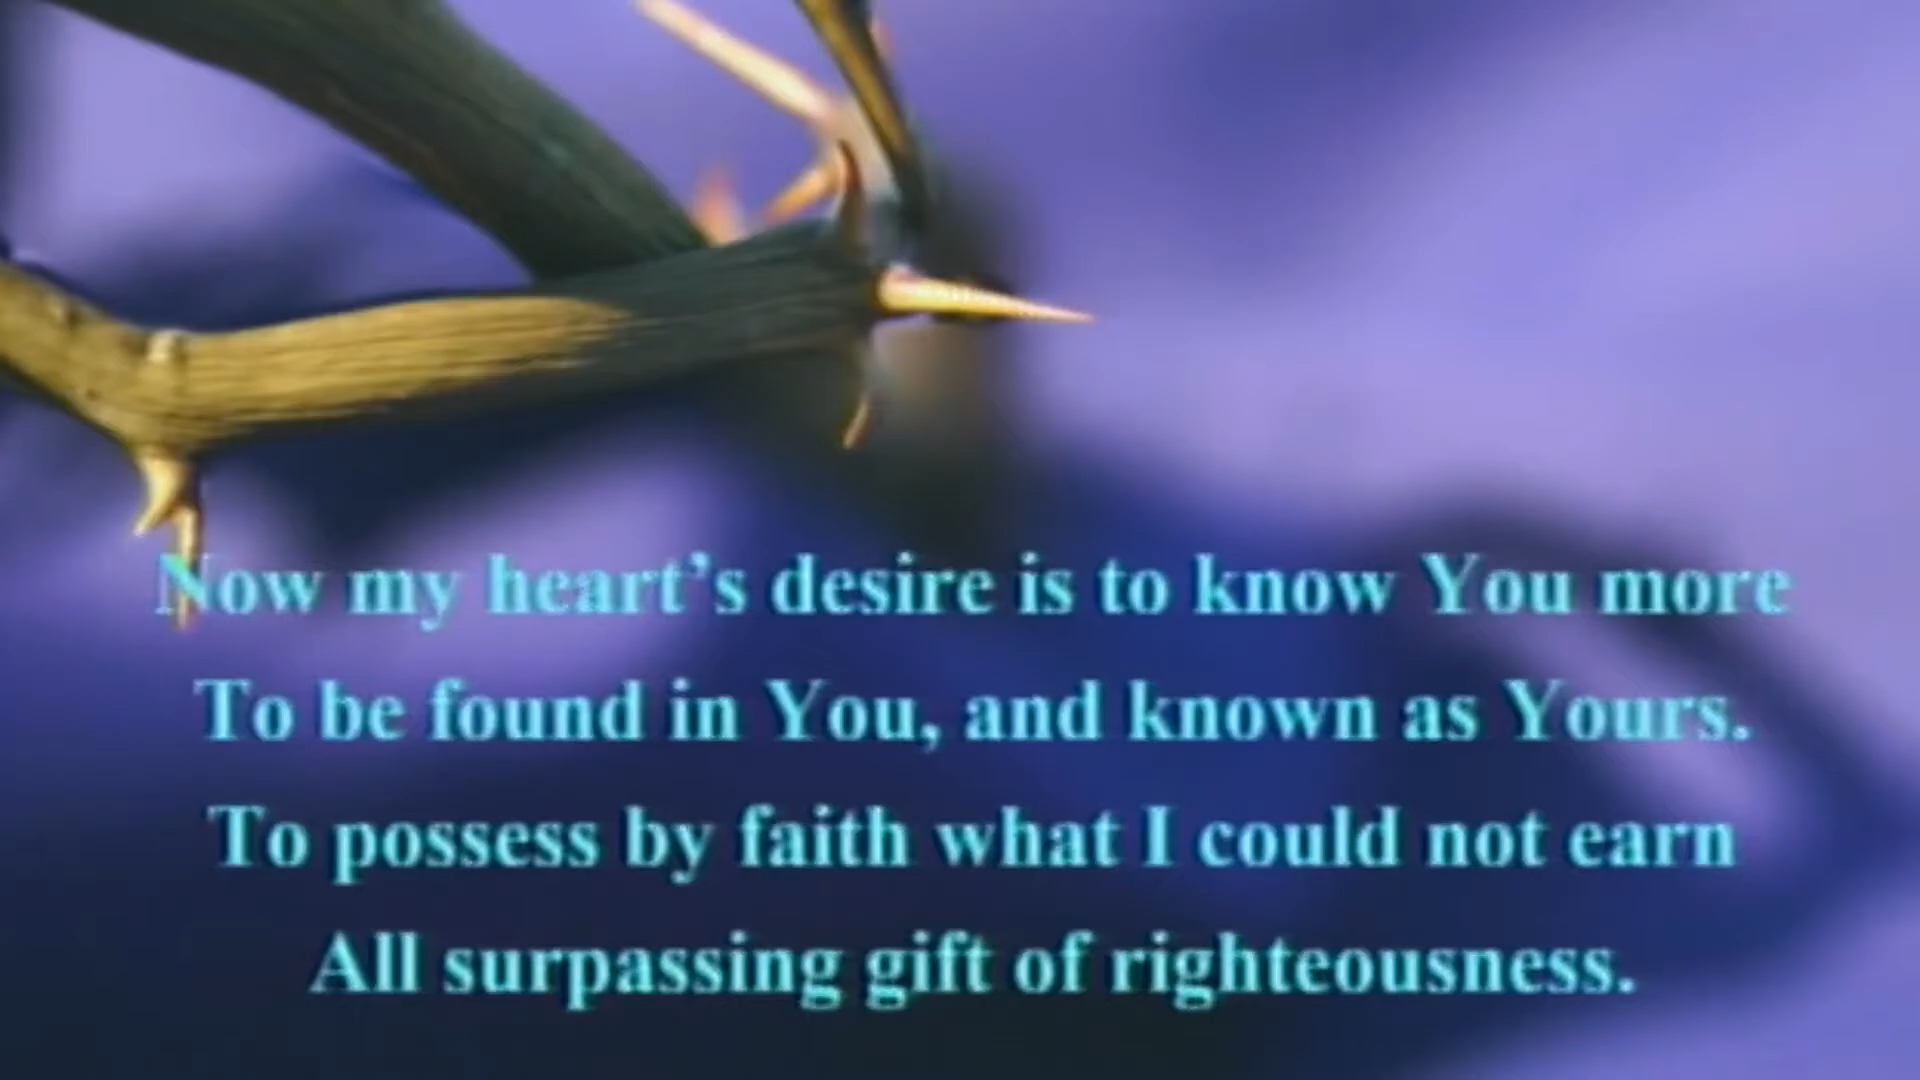 Now my heart’s desire is to know You more
To be found in You, and known as Yours.
To possess by faith what I could not earn
All surpassing gift of righteousness.